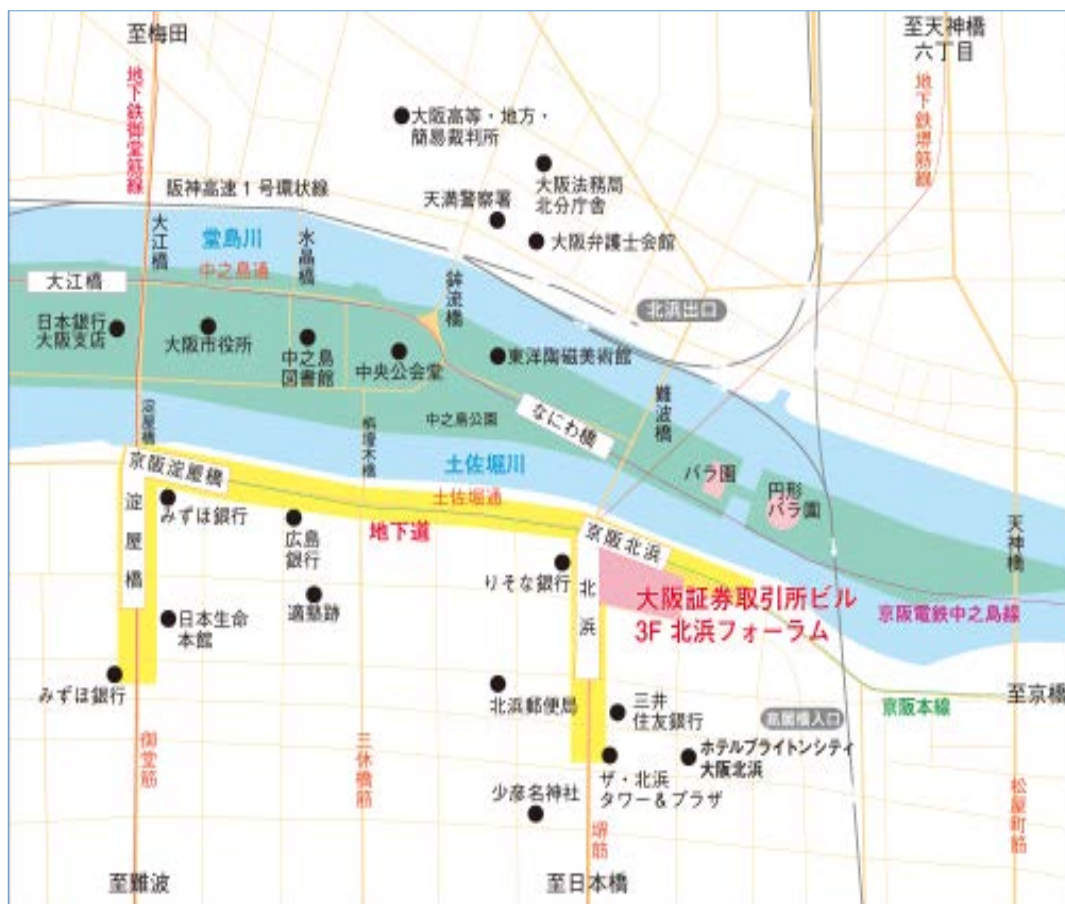 至梅田
至天神橋
六丁目
地下鉄御堂筋線
地下鉄堺筋線
大阪高等・地方・
簡易裁判所
大阪法務局
北分庁舎
天満警察署
大阪弁護士会館
阪神高速1号環状線
大江橋
堂島川
水晶橋
中之島通
鉾流橋
大江橋
北浜出口
日本銀行
大阪支店
大阪市役所
中之島
図書館
中央公会堂
東洋陶磁美術館
難波橋
淀屋橋
中之島公園
なにわ橋
土佐堀川
バラ園
円形
バラ園
京阪淀屋橋
土佐堀通
地下道
淀屋橋
みずほ銀行
広島
銀行
京阪北浜
天神橋
りそな銀行
北浜
適塾跡
大阪証券取引所ビル
3F 北浜フォーラム
京阪電鉄中之島線
日本生命
本館
みずほ銀行
北浜郵便局
三井
住友銀行
京阪本線
至京橋
ホテルブライトンシティ
大阪北浜
御堂筋
三休橋筋
ザ・北浜
タワー&プラザ
少彦名神社
堺筋
松屋町筋
至難波
至日本橋